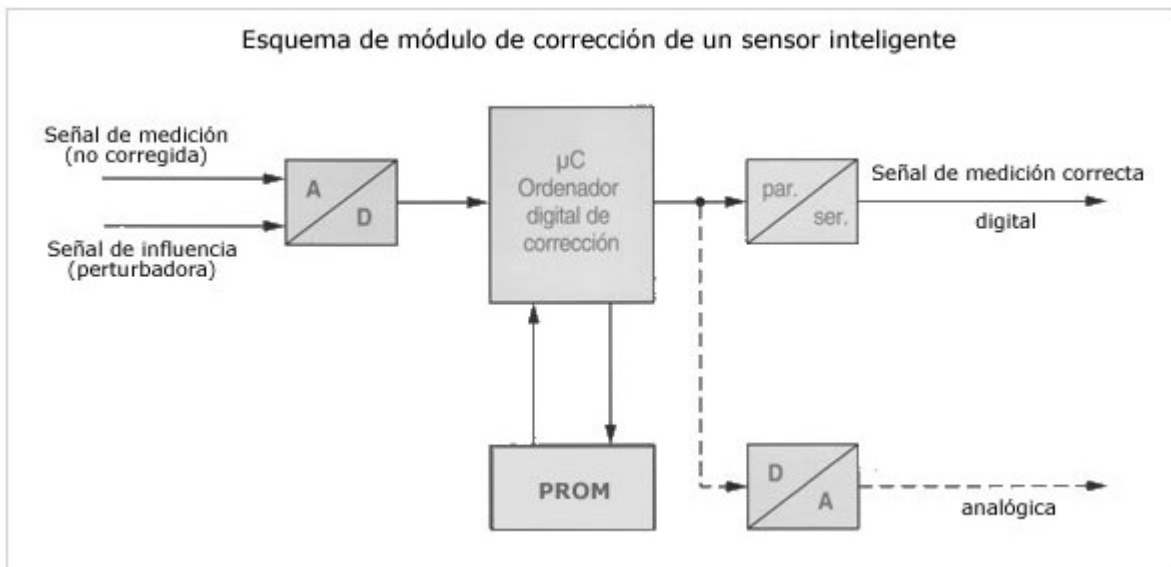 Esquema de módulo de corrección de un sensor inteligente
Señal de medición
(no corregida)
A
D
Señal de influencia
(perturbadora)
µC
Ordenador
digital de
corrección
par.
ser.
Señal de medición correcta
digital
PROM
D
A
analógica